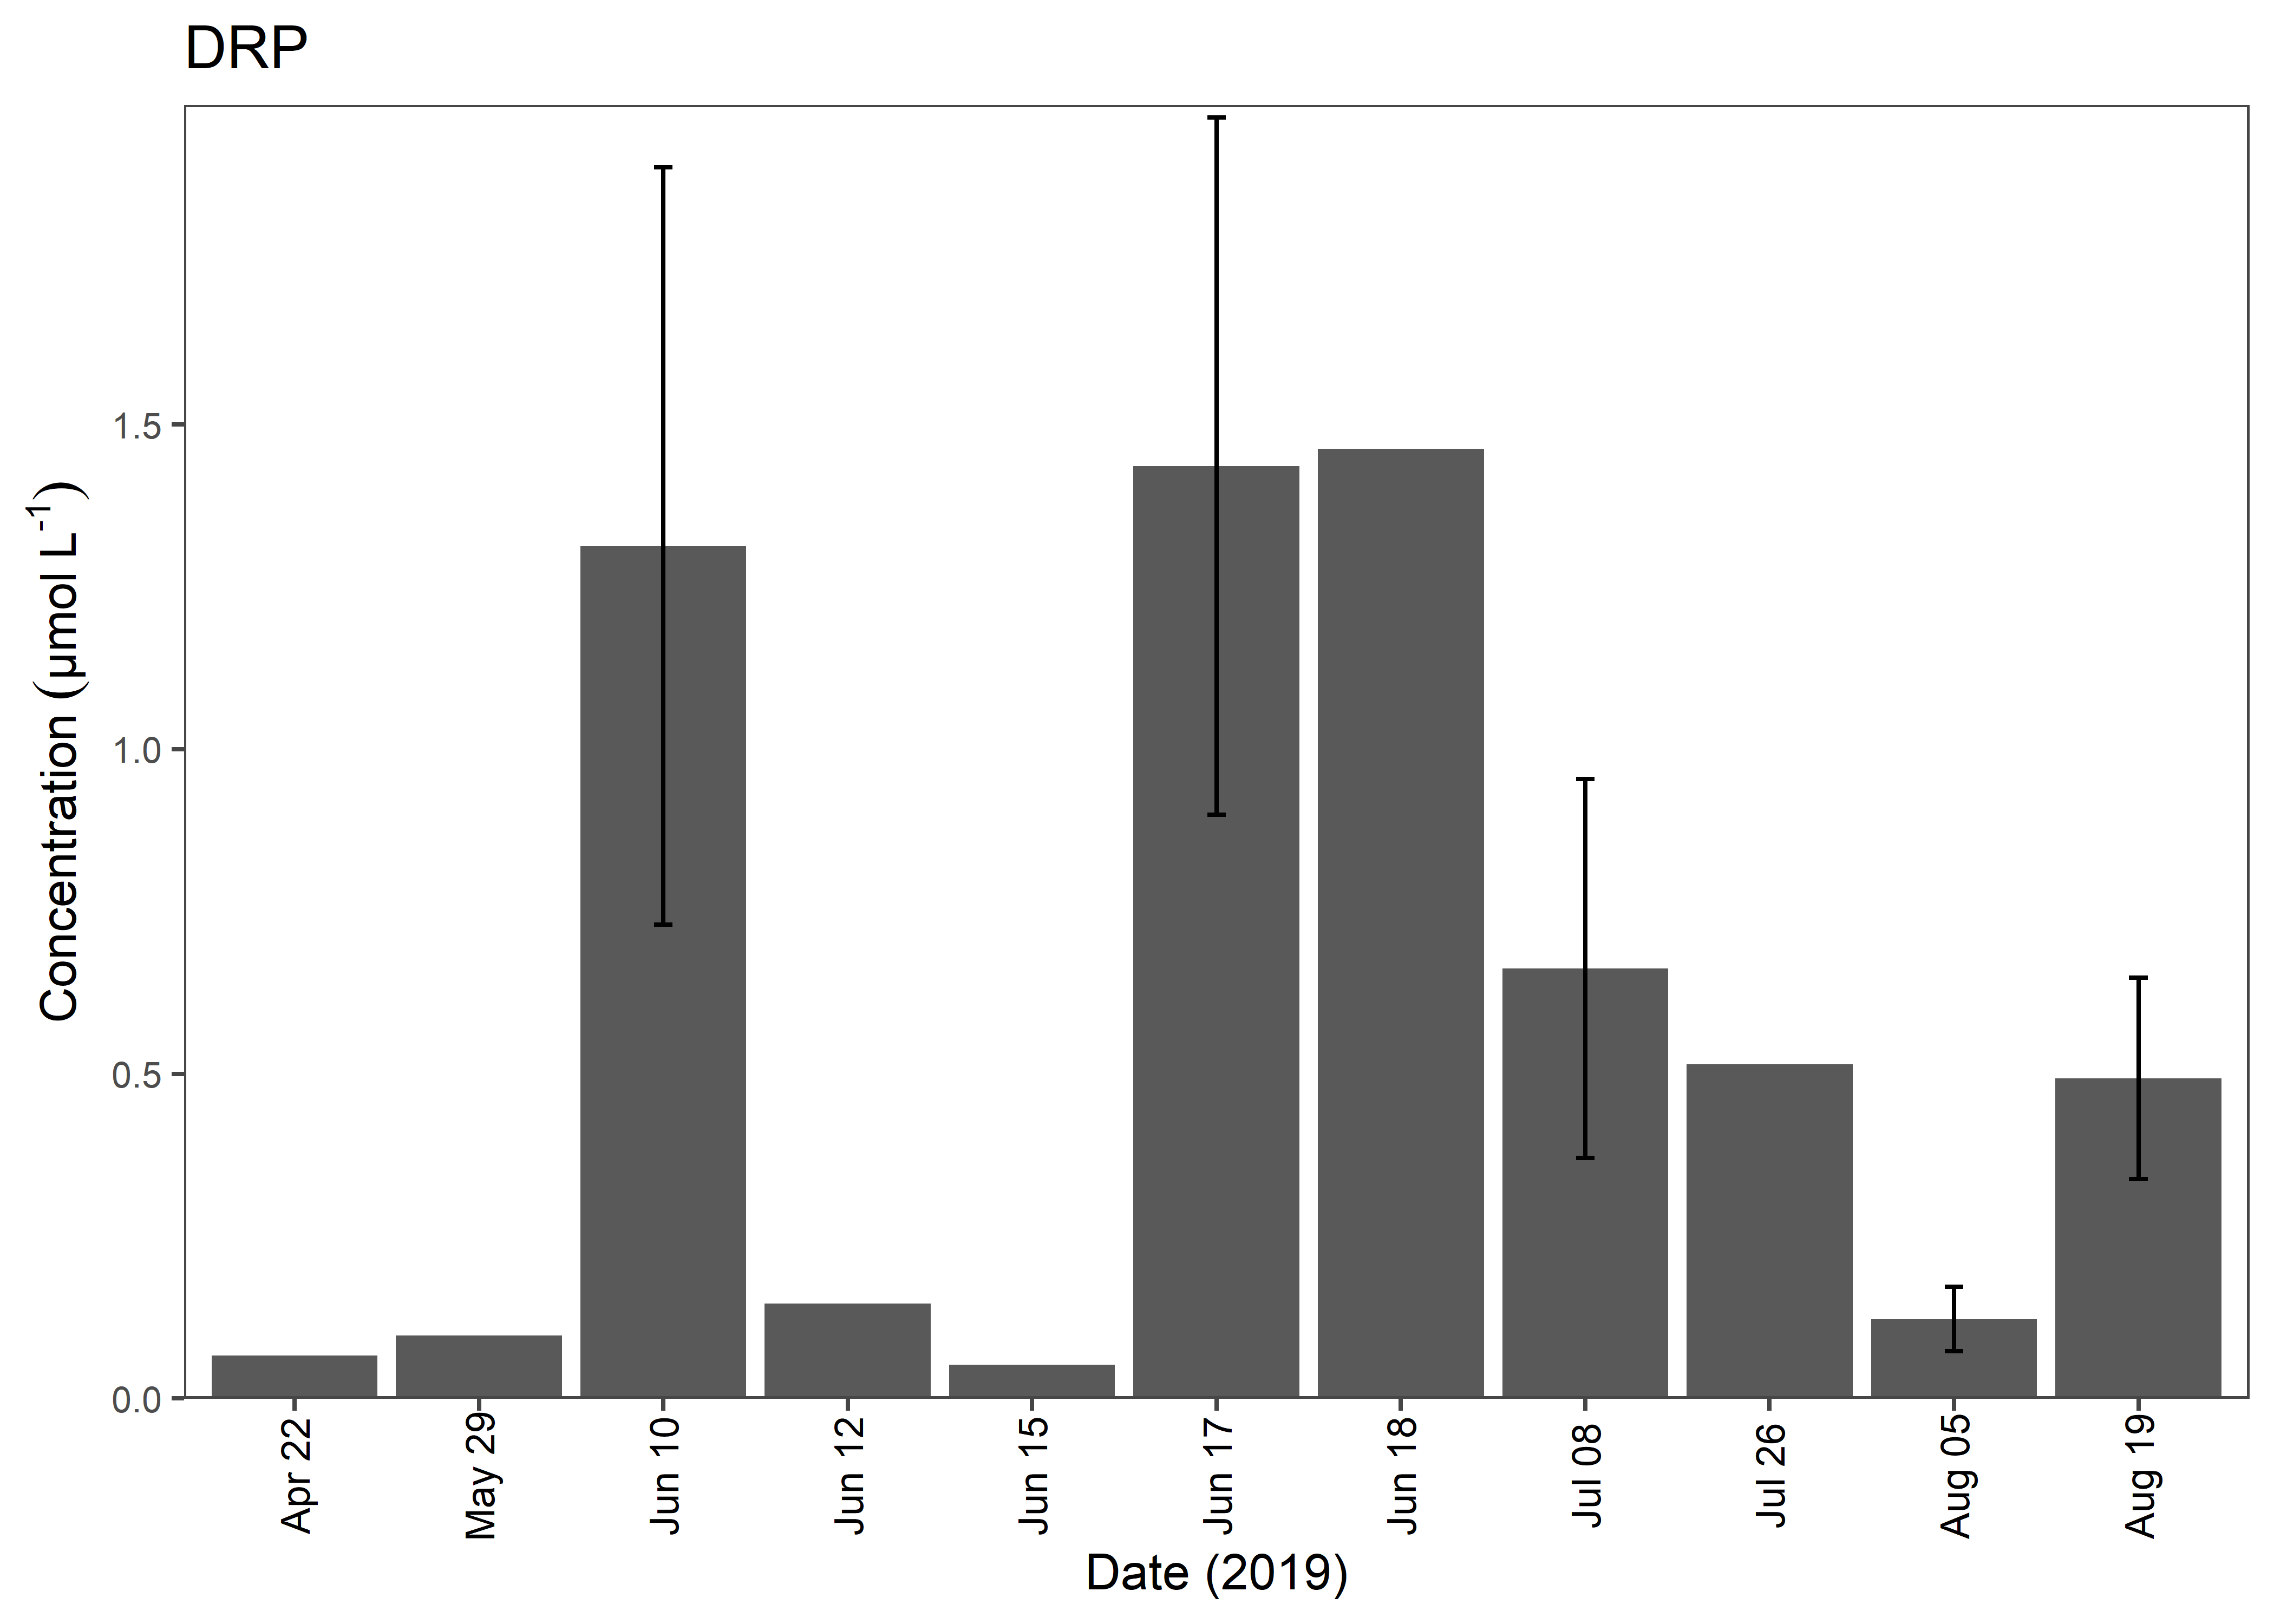 DRP
Concentration (µmol L⁻¹)
1.5
1.0
0.5
0.0
Apr 22
May 29
Jun 10
Jun 12
Jun 15
Jun 17
Jun 18
Jul 08
Jul 26
Aug 05
Aug 19
Date (2019)